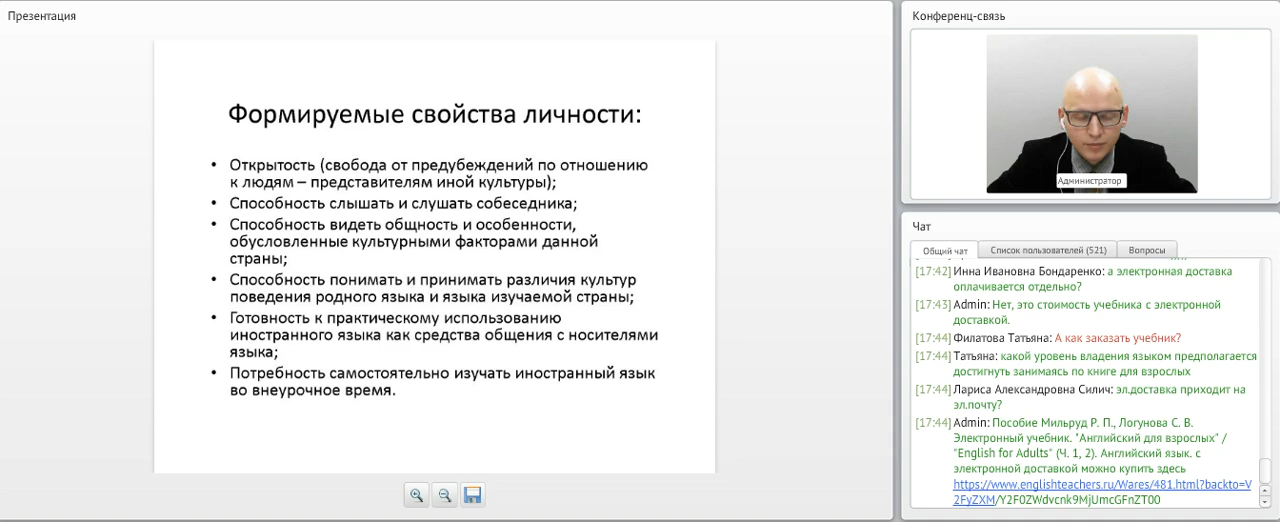 Презентация
Формируемые свойства личности:
• Открытость (свобода от предубеждений по отношению
к людям – представителям иной культуры);
• Способность слышать и слушать собеседника;
• Способность видеть общность и особенности,
обусловленные культурными факторами данной
страны;
• Способность понимать и принимать различия культур
поведения родного языка и языка изучаемой страны;
• Готовность к практическому использованию
иностранного языка как средства общения с носителями
языка;
• Потребность самостоятельно изучать иностранный язык
во внеурочное время.
Конференц-связь
Администратор
Чат
Общий чат
Список пользователей (521)
Вопросы
[17:42] Инна Ивановна Бондаренко: а электронная доставка
оплачивается отдельно?
[17:43] Admin: Нет, это стоимость учебника с электронной
доставкой.
[17:44] Филатова Татьяна: А как заказать учебник?
[17:44] Татьяна: какой уровень владения языком предполагается
достигнуть занимаясь по книге для взрослых
[17:44] Лариса Александровна Силич: эл.доставка приходит на
эл.почту?
[17:44] Admin: Пособие Мильруд Р. П., Логунова С. В.
Электронный учебник. "Английский для взрослых" /
"English for Adults" (Ч. 1, 2). Английский язык. с
электронной доставкой можно купить здесь
https://www.englishteachers.ru/Wares/481.html?backto=V
2FyZXM/Y2F0ZWdvcnk9MjUmcGFnZT00